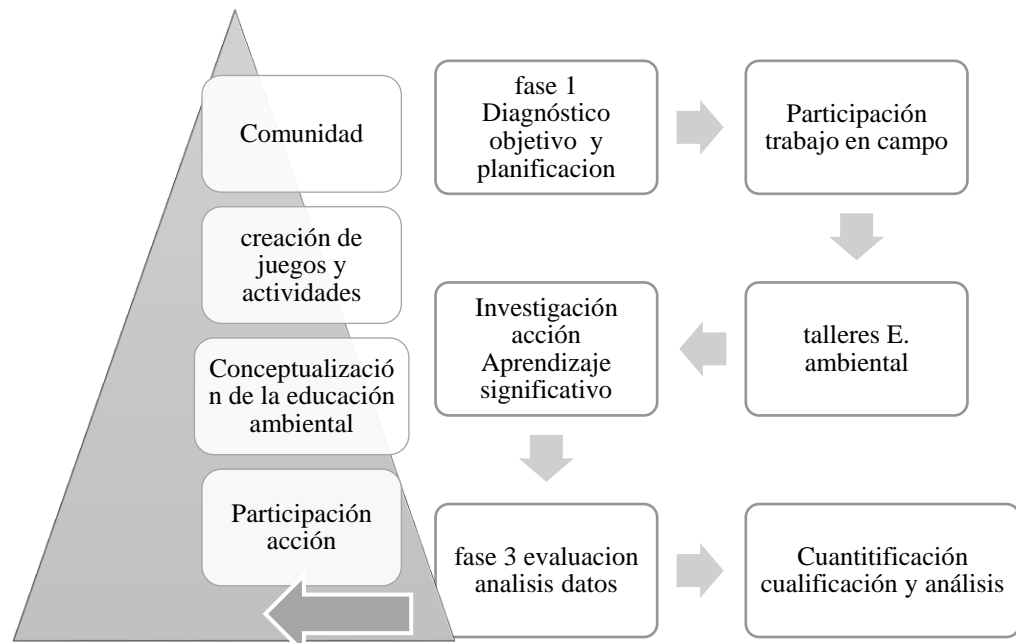 Comunidad
creación de
juegos y
actividades
Conceptualizació
n de la educación
ambiental
Participación
acción
fase 1
Diagnóstico
objetivo y
planificacion
Participación
trabajo en campo
talleres E.
ambiental
Investigación
acción
Aprendizaje
significativo
fase 3 evaluacion
analisis datos
Cuantitificación
cualificación y análisis